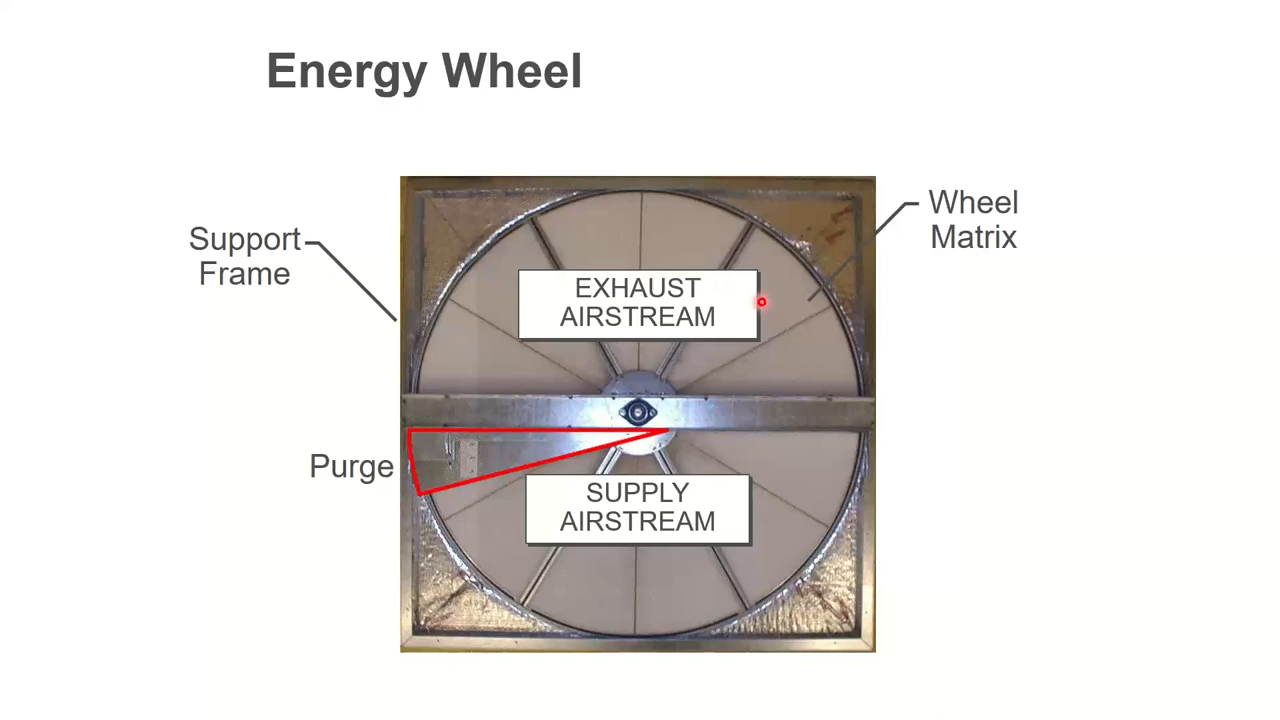 Energy Wheel
Support
Frame
Wheel
Matrix
EXHAUST
AIRSTREAM
Purge
SUPPLY
AIRSTREAM